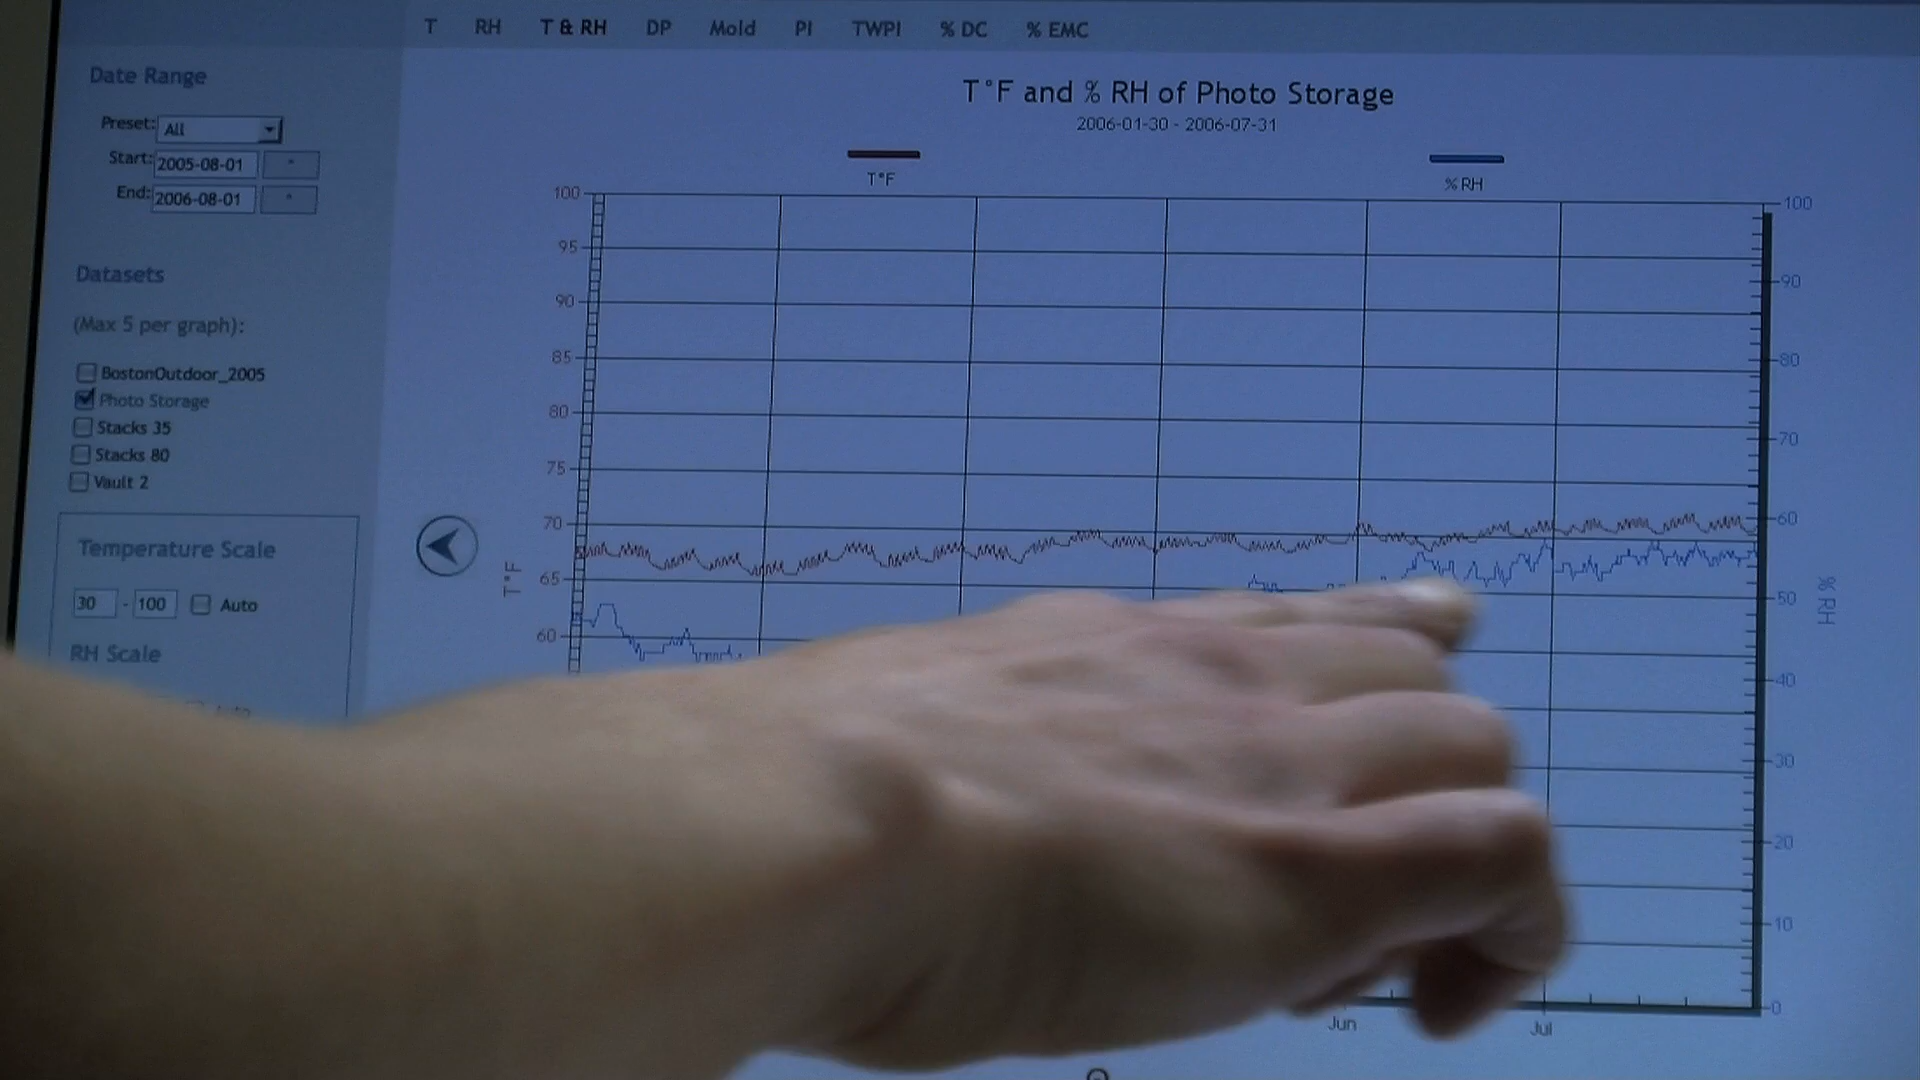 T RH T & RH DP Mold PI TWPI % DC % EMC
Date Range
Preset: All
Start: 2005-08-01
End: 2006-08-01
Datasets
(Max 5 per graph):
BostonOutdoor_2005
Photo Storage
Stacks 35
Stacks 80
Vault 2
Temperature Scale
30 - 100 Auto
RH Scale
T°F and % RH of Photo Storage
2006-01-30 - 2006-07-31
T°F
% RH
100
95
90
85
80
75
70
65
60
T°F
100
90
80
70
60
50
40
30
20
10
0
% RH
Jun Jul